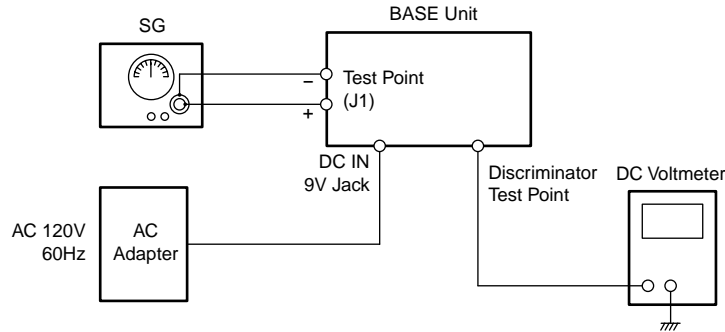 BASE Unit
SG
−
Test Point
(J1)
+
DC IN
9V Jack
Discriminator
Test Point
DC Voltmeter
AC 120V
60Hz
AC
Adapter